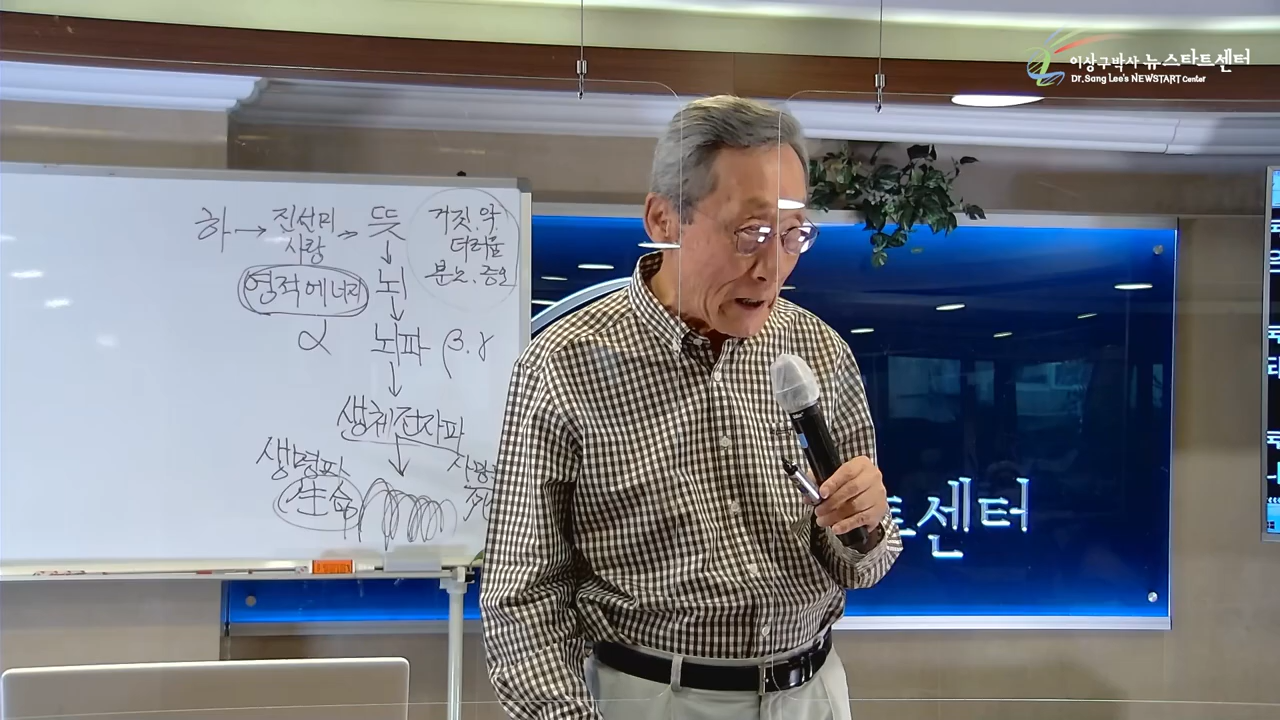 이상구박사 뉴스타트센터
Dr. Sang Lee's NEWSTART Center
하 → 진선미 → 뜻
사랑
거짓.악.
더러움
분노.증오
영적에너지
뇌
α 뇌파 β.γ
생체전자파
생명파
生命
사망
트센터